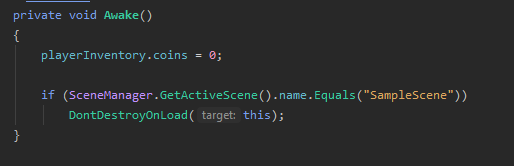 private void Awake()
{
playerInventory.coins = 0;
if (SceneManager.GetActiveScene().name.Equals("SampleScene"))
DontDestroyOnLoad( target: this);
}